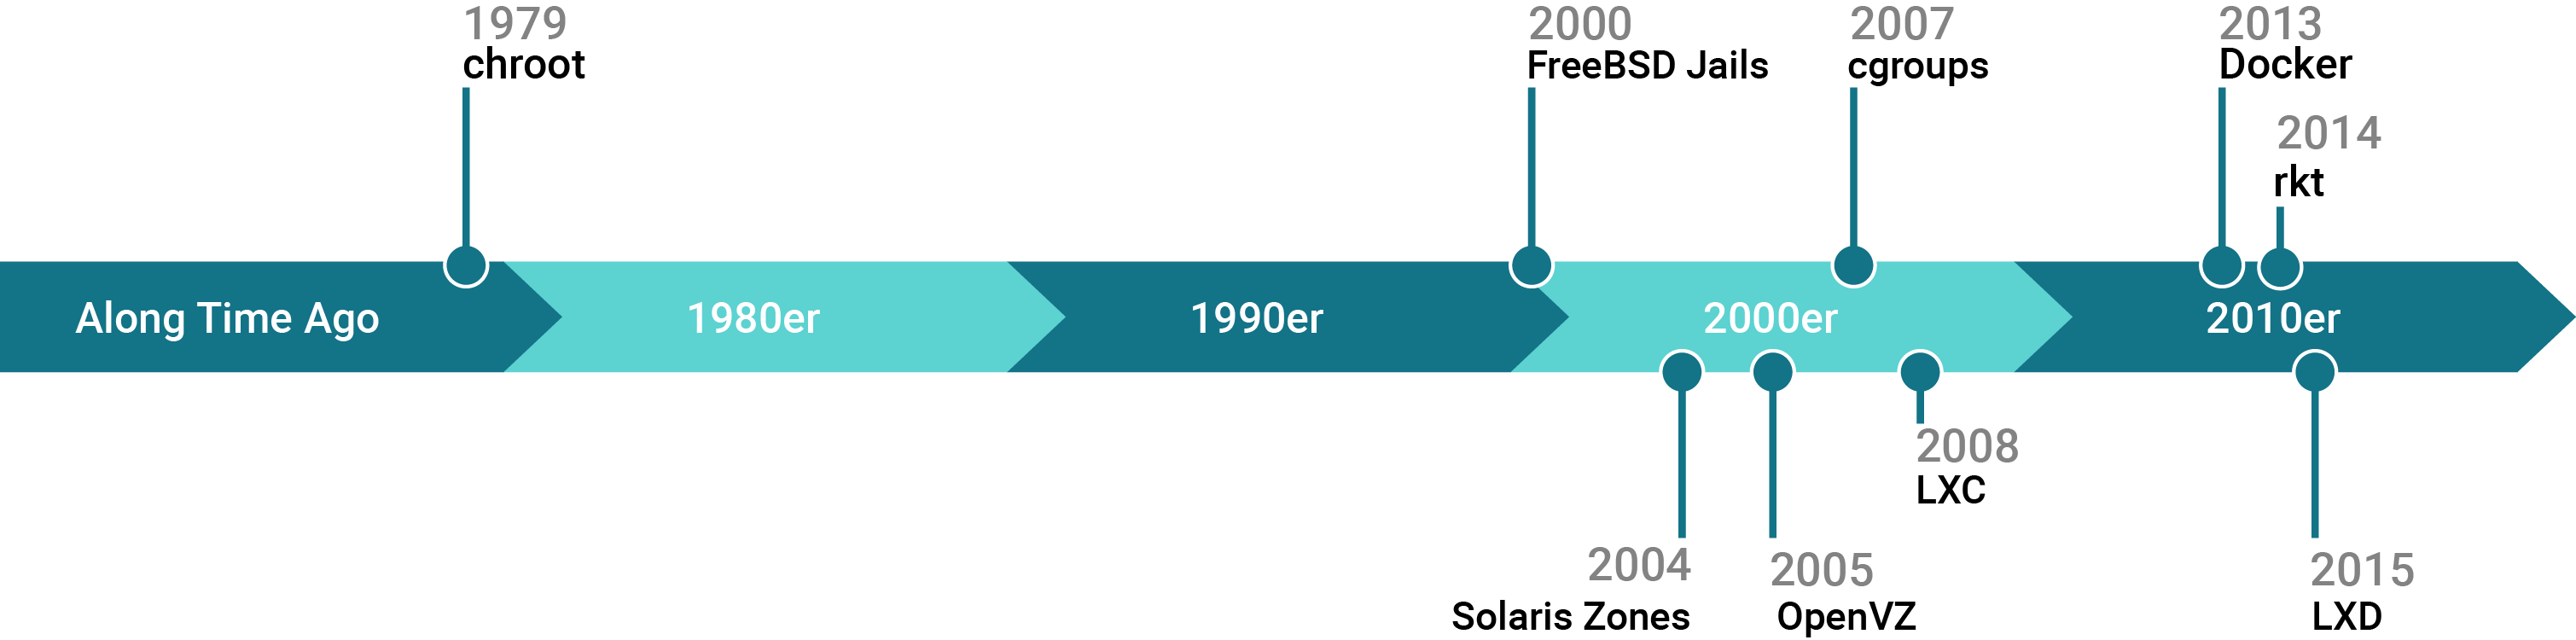 1979
chroot
2000
FreeBSD Jails
2007
cgroups
2013
Docker
2014
rkt
Along Time Ago
1980er
1990er
2000er
2010er
2004
Solaris Zones
2005
OpenVZ
2008
LXC
2015
LXD